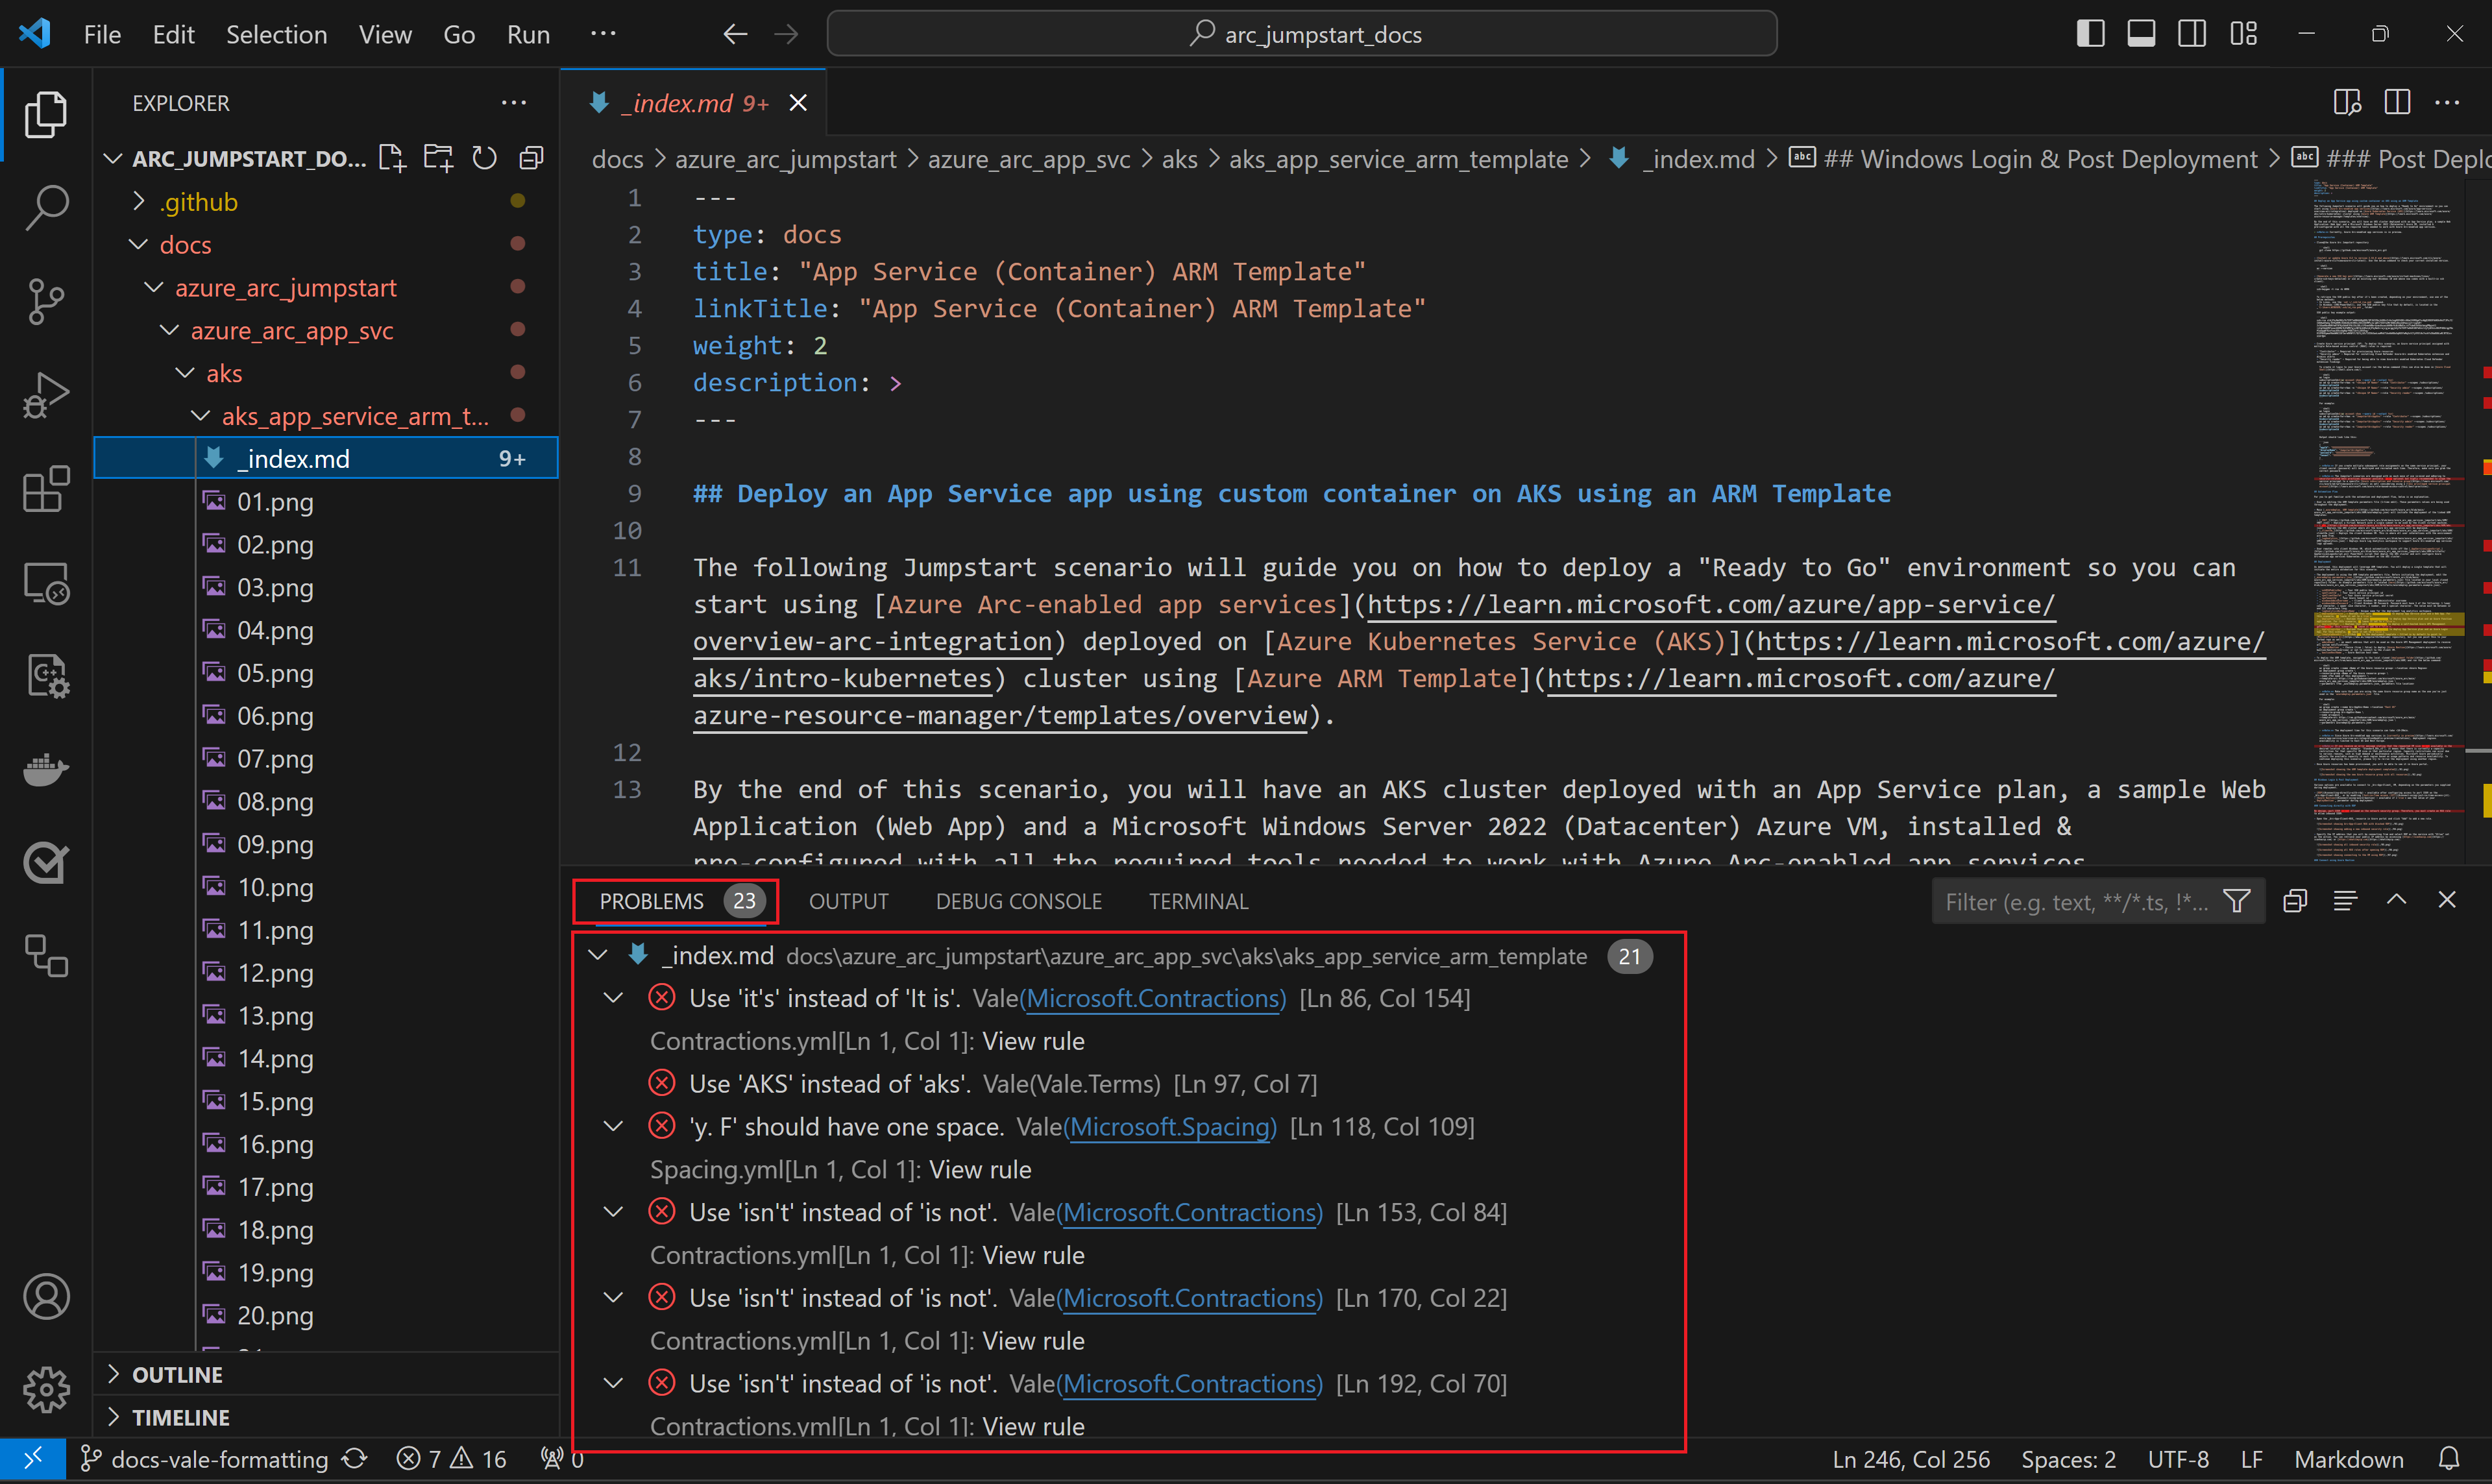 File Edit Selection View Go Run ··· arc_jumpstart_docs
EXPLORER
ARC_JUMPSTART_DO...
.github
docs
azure_arc_jumpstart
azure_arc_app_svc
aks
aks_app_service_arm_t...
_index.md 9+
01.png
02.png
03.png
04.png
05.png
06.png
07.png
08.png
09.png
10.png
11.png
12.png
13.png
14.png
15.png
16.png
17.png
18.png
19.png
20.png
OUTLINE
TIMELINE
_index.md 9+
docs > azure_arc_jumpstart > azure_arc_app_svc > aks > aks_app_service_arm_template > _index.md > ## Windows Login & Post Deployment > ### Post Deplo
1 ---
2 type: docs
3 title: "App Service (Container) ARM Template"
4 linkTitle: "App Service (Container) ARM Template"
5 weight: 2
6 description: >
7 ---
8
9 ## Deploy an App Service app using custom container on AKS using an ARM Template
10
11 The following Jumpstart scenario will guide you on how to deploy a "Ready to Go" environment so you can
start using [Azure Arc-enabled app services](https://learn.microsoft.com/azure/app-service/
overview-arc-integration) deployed on [Azure Kubernetes Service (AKS)](https://learn.microsoft.com/azure/
aks/intro-kubernetes) cluster using [Azure ARM Template](https://learn.microsoft.com/azure/
azure-resource-manager/templates/overview).
12
13 By the end of this scenario, you will have an AKS cluster deployed with an App Service plan, a sample Web
Application (Web App) and a Microsoft Windows Server 2022 (Datacenter) Azure VM, installed &
pre-configured with all the required tools needed to work with Azure Arc-enabled app services
PROBLEMS 23 OUTPUT DEBUG CONSOLE TERMINAL Filter (e.g. text, **/*.ts, !*...
_index.md docs\azure_arc_jumpstart\azure_arc_app_svc\aks\aks_app_service_arm_template 21
Use 'it's' instead of 'It is'. Vale(Microsoft.Contractions) [Ln 86, Col 154]
Contractions.yml[Ln 1, Col 1]: View rule
Use 'AKS' instead of 'aks'. Vale(Vale.Terms) [Ln 97, Col 7]
'y. F' should have one space. Vale(Microsoft.Spacing) [Ln 118, Col 109]
Spacing.yml[Ln 1, Col 1]: View rule
Use 'isn't' instead of 'is not'. Vale(Microsoft.Contractions) [Ln 153, Col 84]
Contractions.yml[Ln 1, Col 1]: View rule
Use 'isn't' instead of 'is not'. Vale(Microsoft.Contractions) [Ln 170, Col 22]
Contractions.yml[Ln 1, Col 1]: View rule
Use 'isn't' instead of 'is not'. Vale(Microsoft.Contractions) [Ln 192, Col 70]
Contractions.yml[Ln 1, Col 1]: View rule
docs-vale-formatting 7 16 0 Ln 246, Col 256 Spaces: 2 UTF-8 LF Markdown